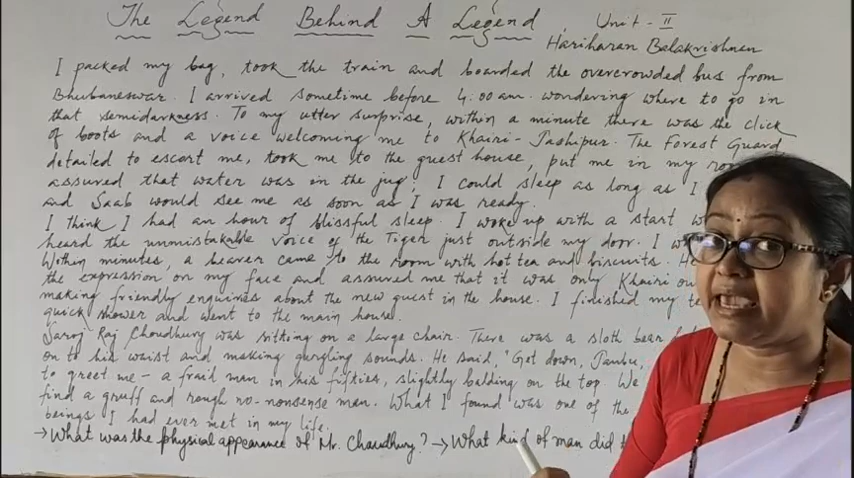 The Legend Behind A Legend Unit - II
Hariharan Balakrishnan
I packed my bag, took the train and boarded the overcrowded bus from
Bhubaneswar. I arrived sometime before 4.00 am. wondering where to go in
that semidarkness. To my utter surprise, within a minute there was the click
of boots and a voice welcoming me to Khairi - Jashipur. The Forest Guard
detailed to escort me, took me to the guest house, put me in my
assured that water was in the jug, I could sleep as long as I
and Saab would see me as soon as I was ready.
I think I had an hour of blissful sleep. I woke up with a start
heard the unmistakable voice of the Tiger just outside my door. I
Within minutes, a bearer came to the room with hot tea and biscuits.
the expression on my face and assured me that it was only Khairi
making friendly enquiries about the new guest in the house. I finished my
quick shower and went to the main house.
Saroj Raj Choudhury was sitting on a large chair. There was a sloth bear
on to his waist and making gurgling sounds. He said, 'Get down, Jambu,
to greet me - a fraid man in his fifties, slightly balding on the top. We
find a gruff and rough no-nonsense man. What I found was one of the
beings I had ever met in my life.
→ What was the physical appearance of Mr. Chaudhury? → What kind of man did